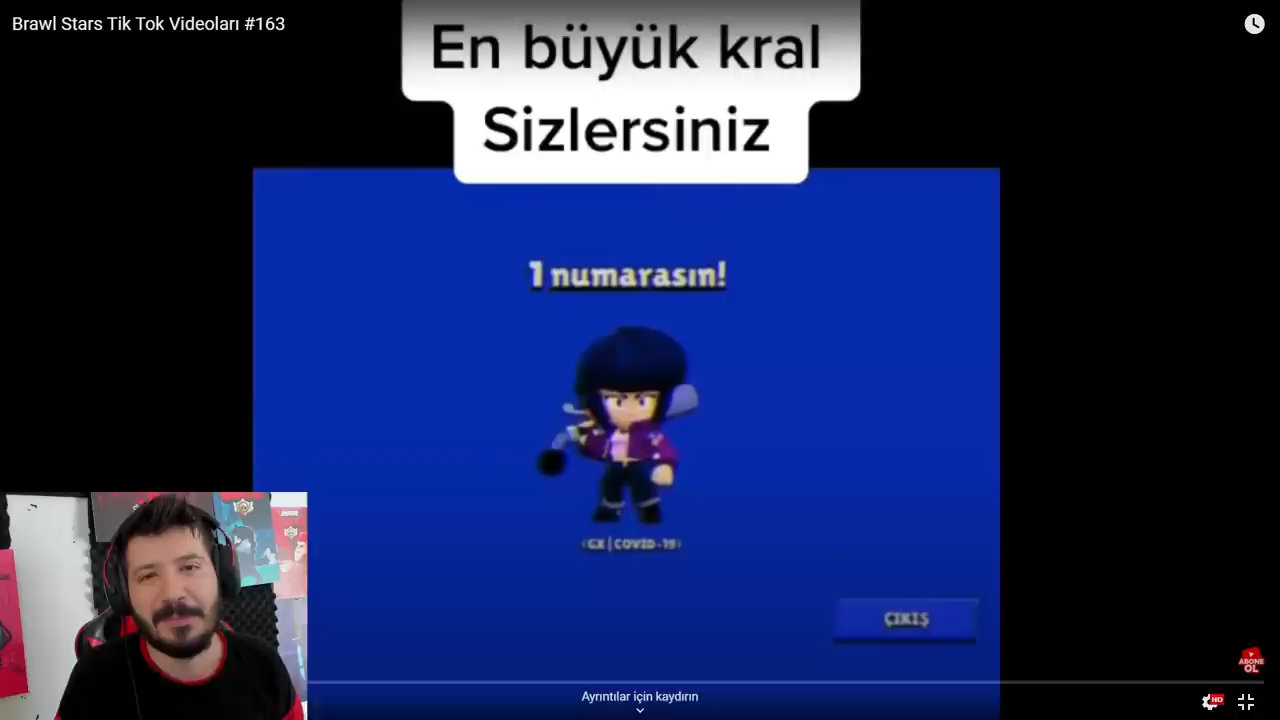 Brawl Stars Tik Tok Videoları #163
En büyük kral
Sizlersiniz
1 numarasın!
GX|COVID-19
ÇIKIŞ
ABONE
OL
Ayrıntılar için kaydırın
HD